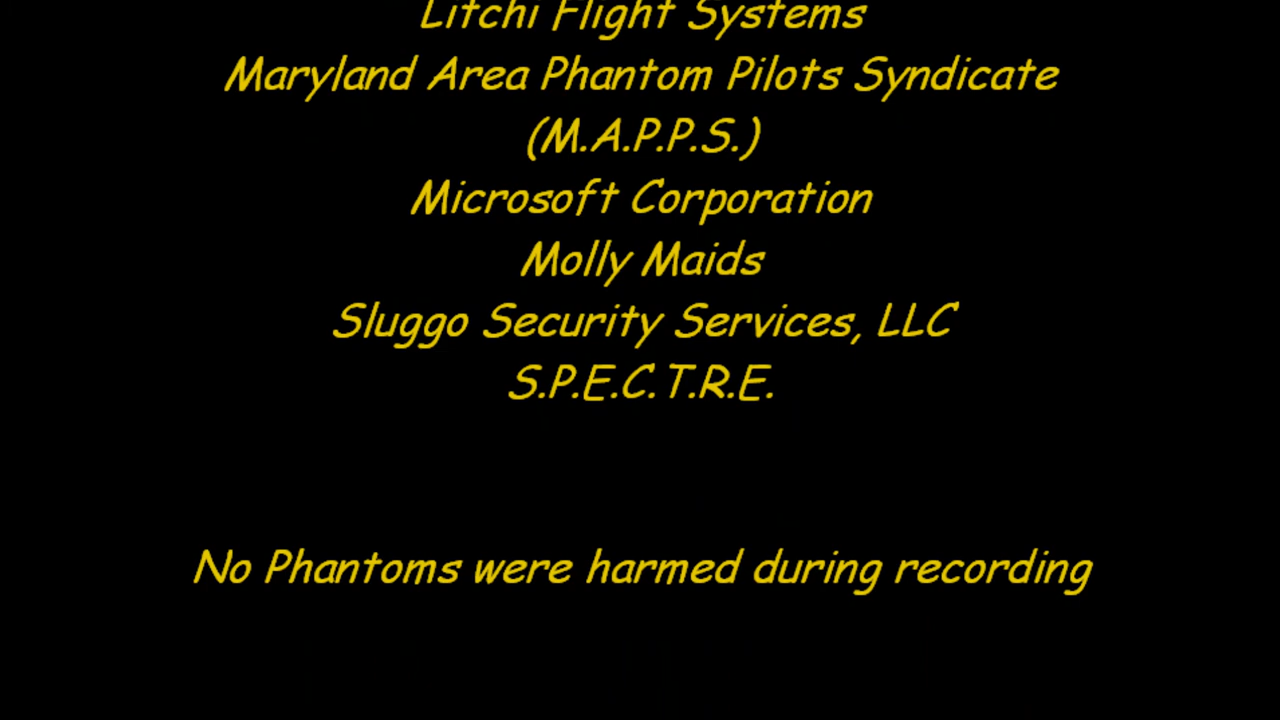 Litchi Flight Systems
Maryland Area Phantom Pilots Syndicate
(M.A.P.P.S.)
Microsoft Corporation
Molly Maids
Sluggo Security Services, LLC
S.P.E.C.T.R.E.
No Phantoms were harmed during recording